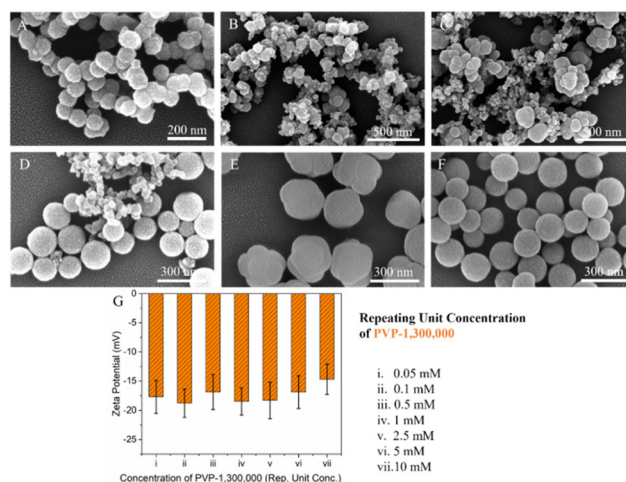 A
B
C
200 nm
500 nm
500 nm
D
E
F
300 nm
300 nm
300 nm
G
Zeta Potential (mV)
0
-5
-10
-15
-20
-25
i ii iii iv v vi vii
Concentration of PVP-1,300,000 (Rep. Unit Conc.)
Repeating Unit Concentration
of PVP-1,300,000
i. 0.05 mM
ii. 0.1 mM
iii. 0.5 mM
iv. 1 mM
v. 2.5 mM
vi. 5 mM
vii. 10 mM